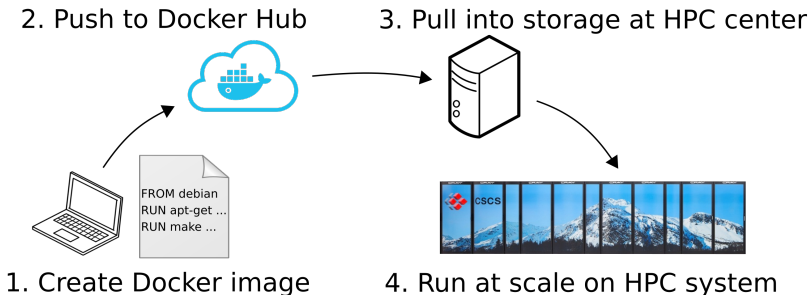 2. Push to Docker Hub
3. Pull into storage at HPC center
FROM debian
RUN apt-get ...
RUN make ...
CSCS
1. Create Docker image
4. Run at scale on HPC system